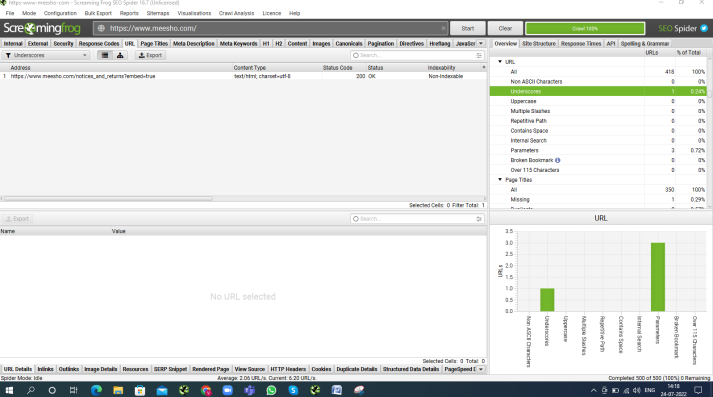 https-www-meesho-com/ - Screaming Frog SEO Spider 16.7 (Unlicensed)
File Mode Configuration Bulk Export Reports Sitemaps Visualisations Crawl Analysis Licence Help
Screamingfrog https://www.meesho.com/ Start Clear Crawl 100% SEO Spider
Internal External Security Response Codes URL Page Titles Meta Description Meta Keywords H1 H2 Content Images Canonicals Pagination Directives Hreflang JavaScr
Overview Site Structure Response Times API Spelling & Grammar
Underscores Export Search...
URLs % of Total
Address Content Type Status Code Status Indexability
1 https://www.meesho.com/notices_and_returns?embed=true text/html; charset=utf-8 200 OK Non-Indexable
URL
All 418 100%
Non ASCII Characters 0 0%
Underscores 1 0.24%
Uppercase 0 0%
Multiple Slashes 0 0%
Repetitive Path 0 0%
Contains Space 0 0%
Internal Search 0 0%
Parameters 3 0.72%
Broken Bookmark 0 0%
Over 115 Characters 0 0%
Page Titles
All 350 100%
Missing 1 0.29%
Selected Cells: 0 Filter Total: 1
Export Search...
Name Value
No URL selected
URL
URLs
3.5
3.0
2.5
2.0
1.5
1.0
0.5
0.0
Non ASCII Characters
Underscores
Uppercase
Multiple Slashes
Repetitive Path
Contains Space
Internal Search
Parameters
Broken Bookmark
Over 115 Characters
Selected Cells: 0 Total: 0
URL Details Inlinks Outlinks Image Details Resources SERP Snippet Rendered Page View Source HTTP Headers Cookies Duplicate Details Structured Data Details PageSpeed
Spider Mode: Idle Average: 2.06 URL/s. Current: 6.20 URL/s. Completed 500 of 500 (100%) 0 Remaining
ENG 14:16
24-07-2022